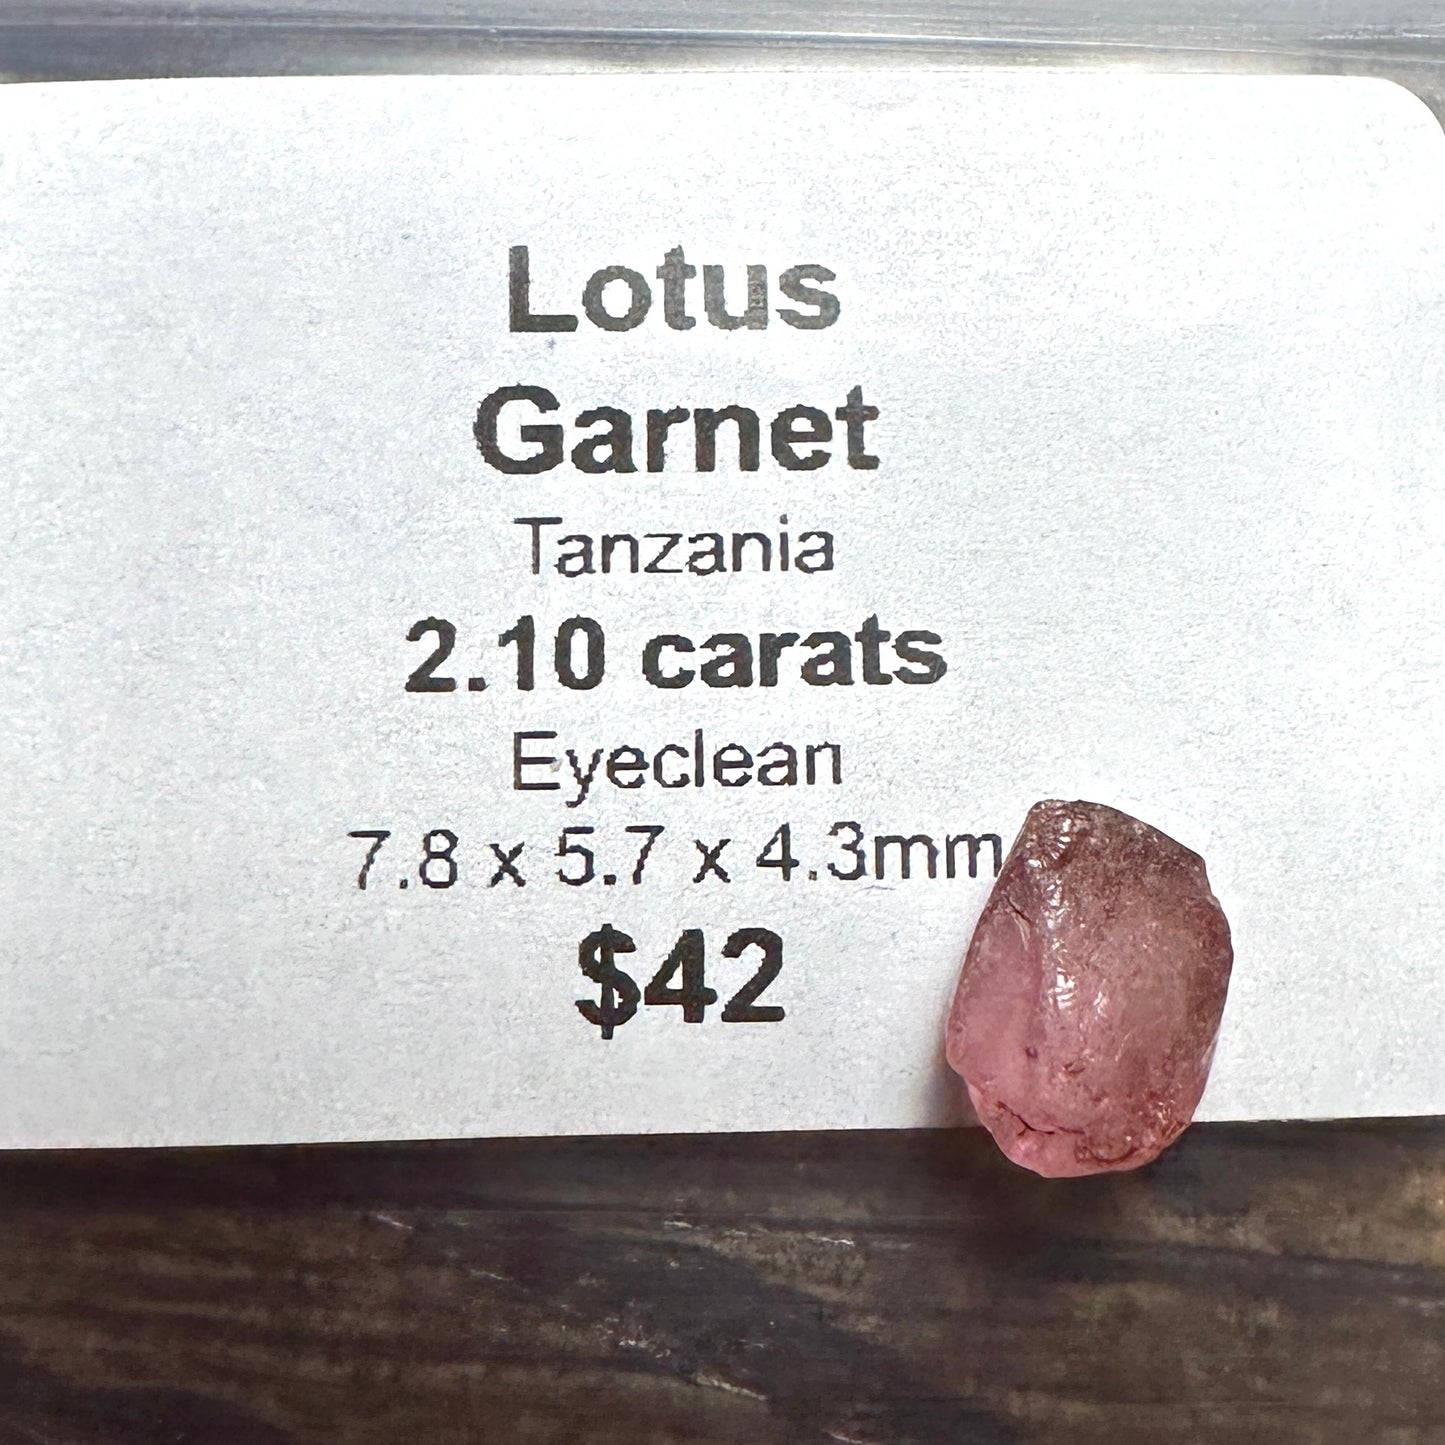 Lotus
Garnet
Tanzania
2.10 carats
Eyeclean
7.8 x 5.7 x 4.3mm
$42